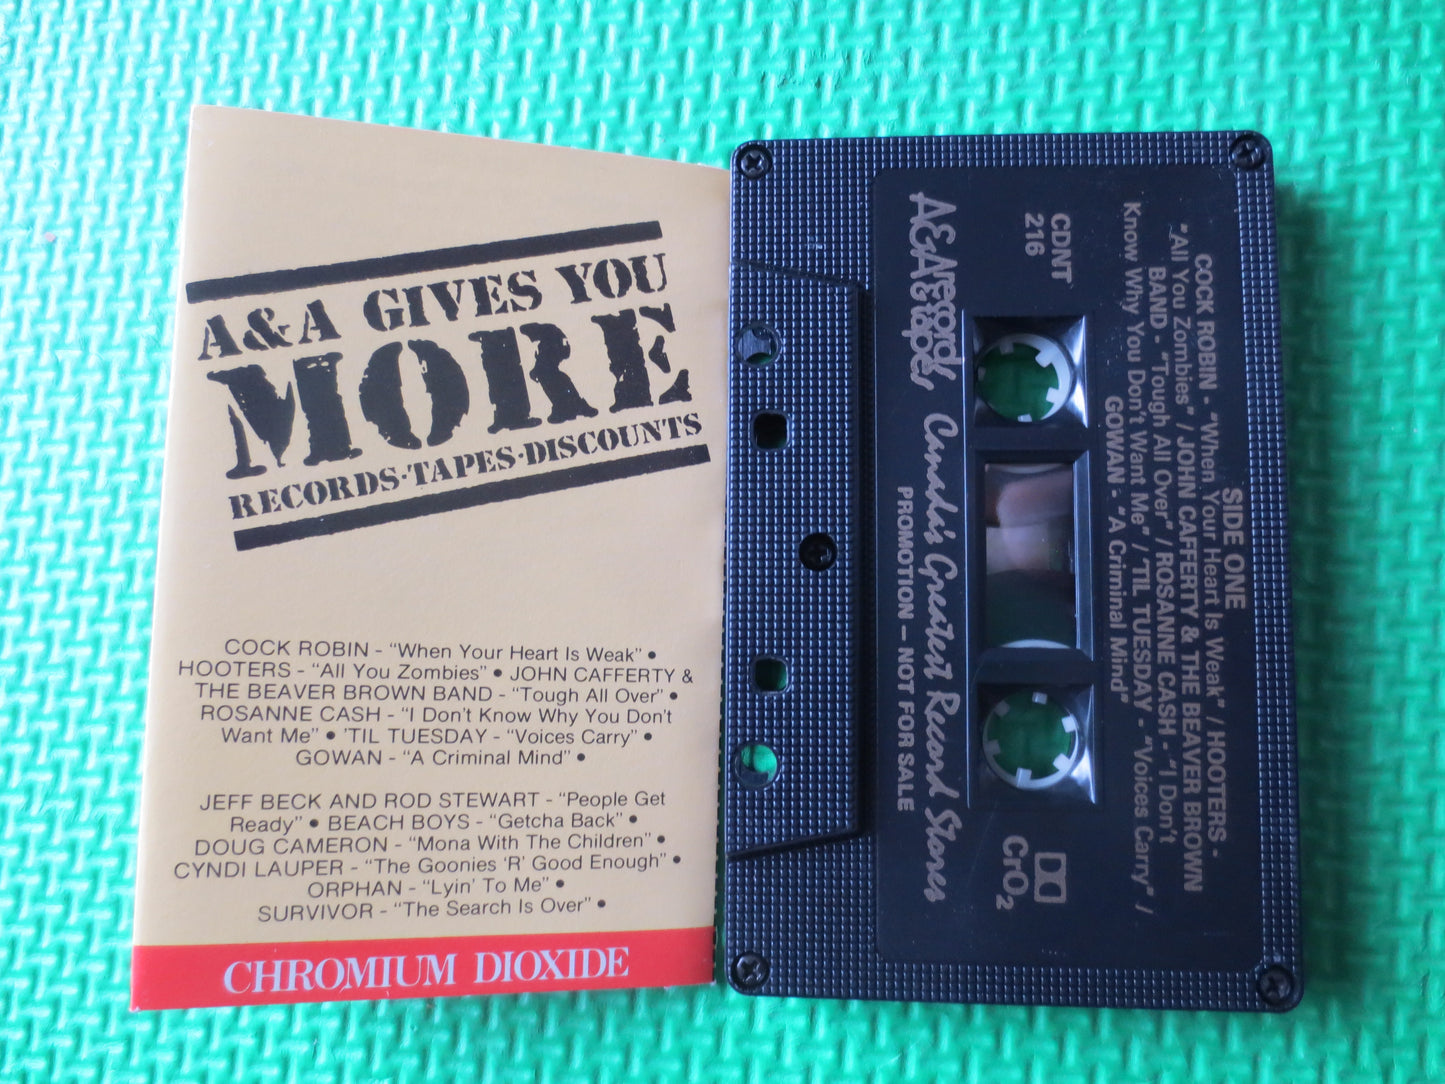 A&A GIVES YOU
MORE
RECORDS·TAPES·DISCOUNTS
COCK ROBIN - "When Your Heart Is Weak" •
HOOTERS - "All You Zombies" • JOHN CAFFERTY &
THE BEAVER BROWN BAND - "Tough All Over" •
ROSANNE CASH - "I Don't Know Why You Don't
Want Me" • 'TIL TUESDAY - "Voices Carry" •
GOWAN - "A Criminal Mind" •
JEFF BECK AND ROD STEWART - "People Get
Ready" • BEACH BOYS - "Getcha Back" •
DOUG CAMERON - "Mona With The Children" •
CYNDI LAUPER - "The Goonies 'R' Good Enough" •
ORPHAN - "Lyin' To Me" •
SURVIVOR - "The Search Is Over" •
CHROMIUM DIOXIDE
SIDE ONE
COCK ROBIN - "When Your Heart Is Weak" / HOOTERS -
"All You Zombies" / JOHN CAFFERTY & THE BEAVER BROWN
BAND - "Tough All Over" / ROSANNE CASH - "I Don't
Know Why You Don't Want Me" / 'TIL TUESDAY - "Voices Carry" /
GOWAN - "A Criminal Mind"
CDNT
216
CrO₂
A&A records & tapes Canada's Greatest Record Stores
PROMOTION – NOT FOR SALE